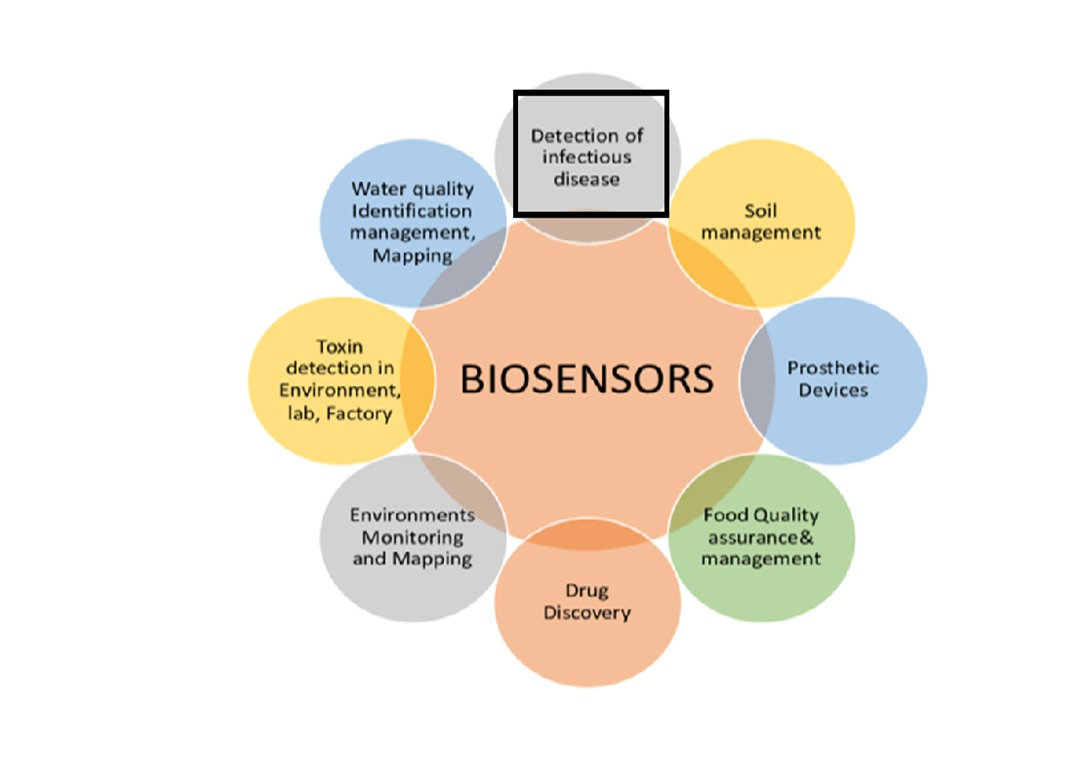 Detection of
infectious
disease
Soil
management
Prosthetic
Devices
Food Quality
assurance&
management
Drug
Discovery
Environments
Monitoring
and Mapping
Toxin
detection in
Environment,
lab, Factory
Water quality
Identification
management,
Mapping
BIOSENSORS